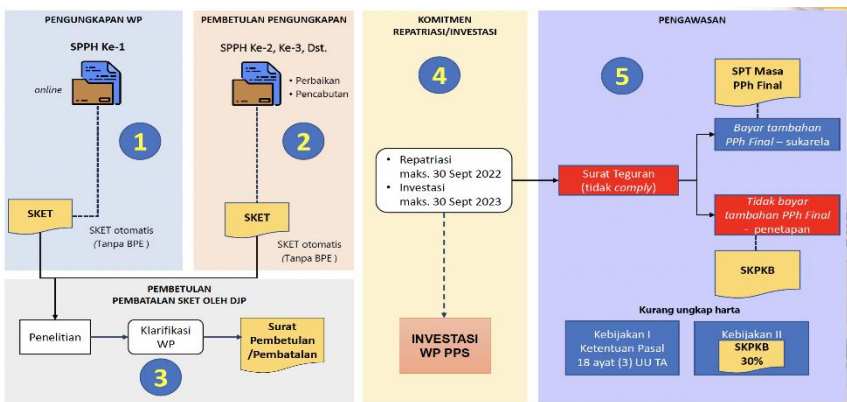 PENGUNGKAPAN WP
SPPH Ke-1
online
1
SKET
SKET otomatis
(Tanpa BPE )
PEMBETULAN PENGUNGKAPAN
SPPH Ke-2, Ke-3, Dst.
• Perbaikan
• Pencabutan
2
SKET
SKET otomatis
(Tanpa BPE )
PEMBETULAN
PEMBATALAN SKET OLEH DJP
Penelitian
Klarifikasi
WP
Surat
Pembetulan
/Pembatalan
3
KOMITMEN
REPATRIASI/INVESTASI
4
• Repatriasi
maks. 30 Sept 2022
• Investasi
maks. 30 Sept 2023
INVESTASI
WP PPS
PENGAWASAN
5
SPT Masa
PPh Final
Bayar tambahan
PPh Final – sukarela
Surat Teguran
(tidak comply)
Tidak bayar
tambahan PPh Final
- penetapan
SKPKB
Kurang ungkap harta
Kebijakan I
Ketentuan Pasal
18 ayat (3) UU TA
Kebijakan II
SKPKB
30%